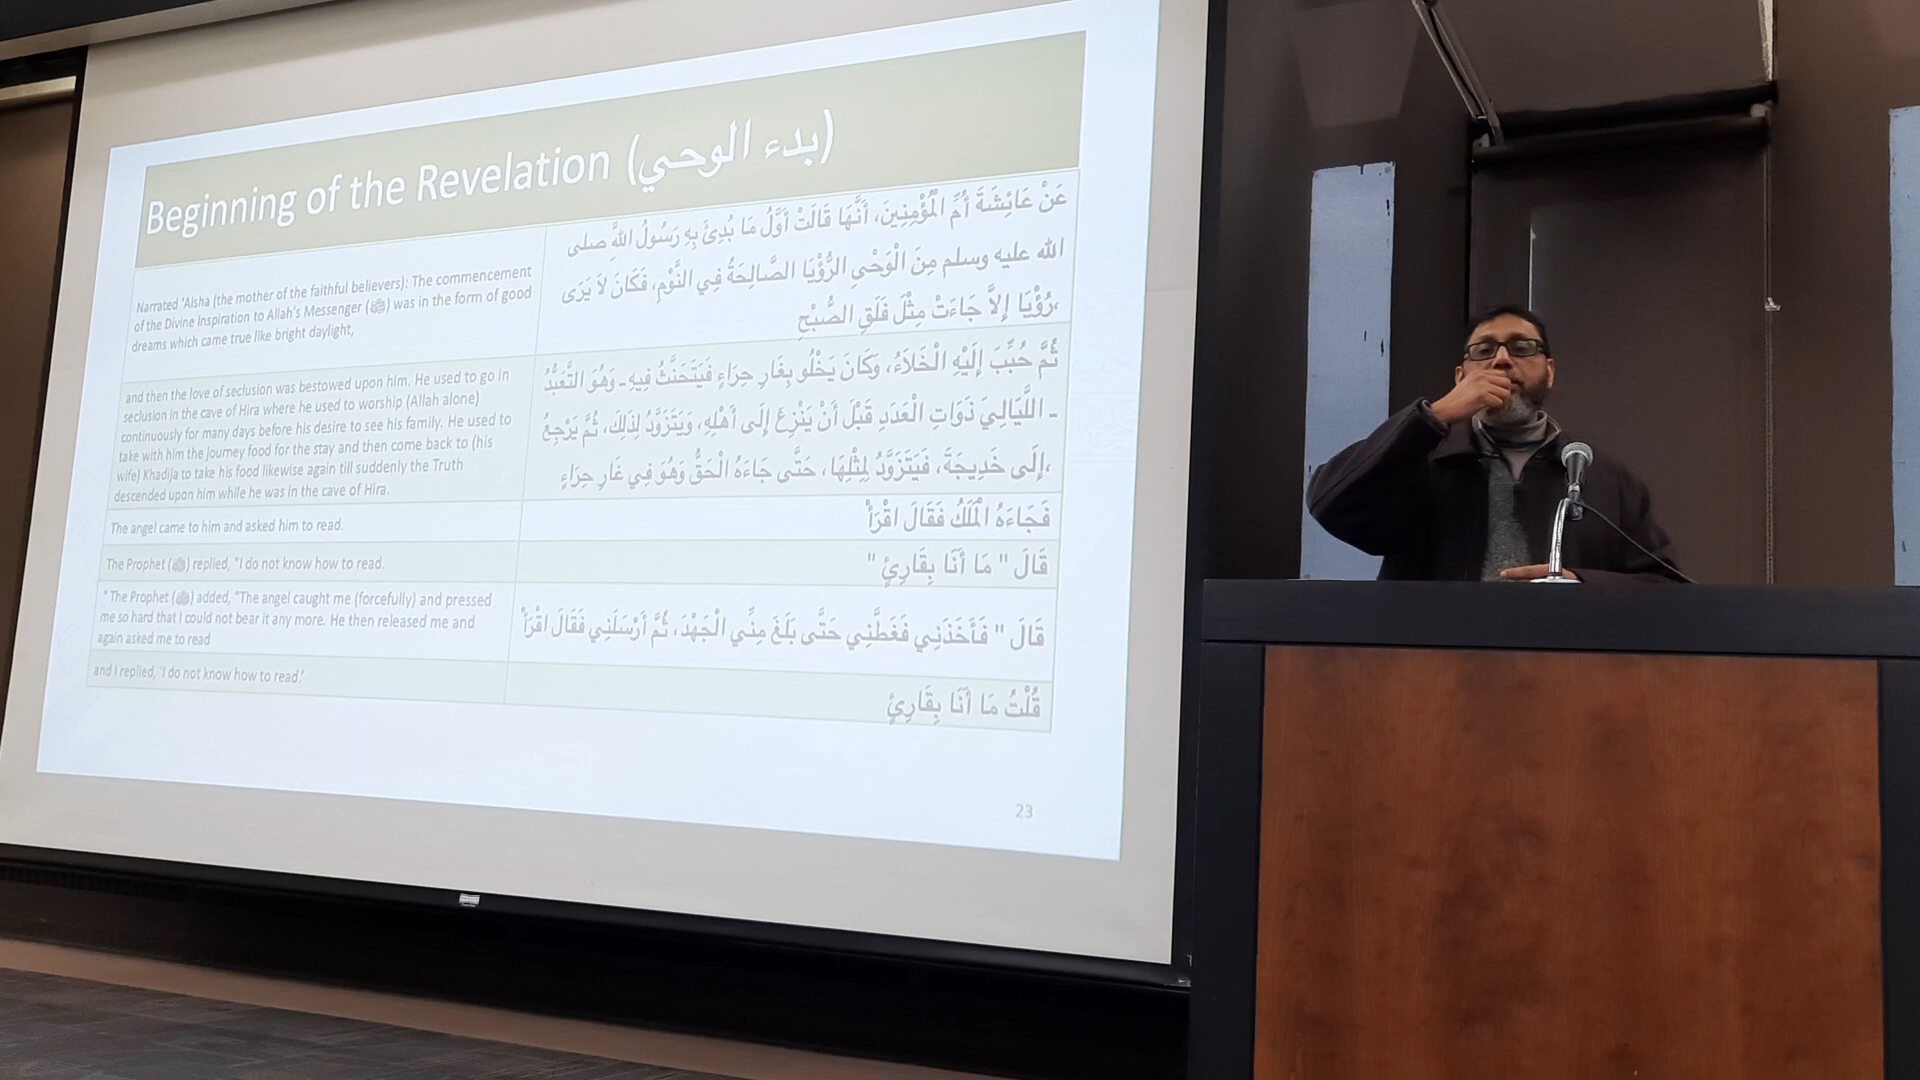 Beginning of the Revelation (بدء الوحي)
Narrated 'Aisha (the mother of the faithful believers): The commencement
of the Divine Inspiration to Allah's Messenger (ﷺ) was in the form of good
dreams which came true like bright daylight,
عَنْ عَائِشَةَ أُمِّ الْمُؤْمِنِينَ، أَنَّهَا قَالَتْ أَوَّلُ مَا بُدِئَ بِهِ رَسُولُ اللَّهِ صلى
الله عليه وسلم مِنَ الْوَحْىِ الرُّؤْيَا الصَّالِحَةُ فِي النَّوْمِ، فَكَانَ لاَ يَرَى
رُؤْيَا إِلاَّ جَاءَتْ مِثْلَ فَلَقِ الصُّبْحِ،
and then the love of seclusion was bestowed upon him. He used to go in
seclusion in the cave of Hira where he used to worship (Allah alone)
continuously for many days before his desire to see his family. He used to
take with him the journey food for the stay and then come back to (his
wife) Khadija to take his food likewise again till suddenly the Truth
descended upon him while he was in the cave of Hira.
ثُمَّ حُبِّبَ إِلَيْهِ الْخَلاَءُ، وَكَانَ يَخْلُو بِغَارِ حِرَاءٍ فَيَتَحَنَّثُ فِيهِ ـ وَهُوَ التَّعَبُّدُ
ـ اللَّيَالِيَ ذَوَاتِ الْعَدَدِ قَبْلَ أَنْ يَنْزِعَ إِلَى أَهْلِهِ، وَيَتَزَوَّدُ لِذَلِكَ، ثُمَّ يَرْجِعُ
إِلَى خَدِيجَةَ، فَيَتَزَوَّدُ لِمِثْلِهَا، حَتَّى جَاءَهُ الْحَقُّ وَهُوَ فِي غَارِ حِرَاءٍ،
The angel came to him and asked him to read.
فَجَاءَهُ الْمَلَكُ فَقَالَ اقْرَأْ
The Prophet (ﷺ) replied, "I do not know how to read.
قَالَ " مَا أَنَا بِقَارِئٍ "
" The Prophet (ﷺ) added, "The angel caught me (forcefully) and pressed
me so hard that I could not bear it any more. He then released me and
again asked me to read
قَالَ " فَأَخَذَنِي فَغَطَّنِي حَتَّى بَلَغَ مِنِّي الْجَهْدَ، ثُمَّ أَرْسَلَنِي فَقَالَ اقْرَأْ
and I replied, 'I do not know how to read.'
قُلْتُ مَا أَنَا بِقَارِئٍ
23